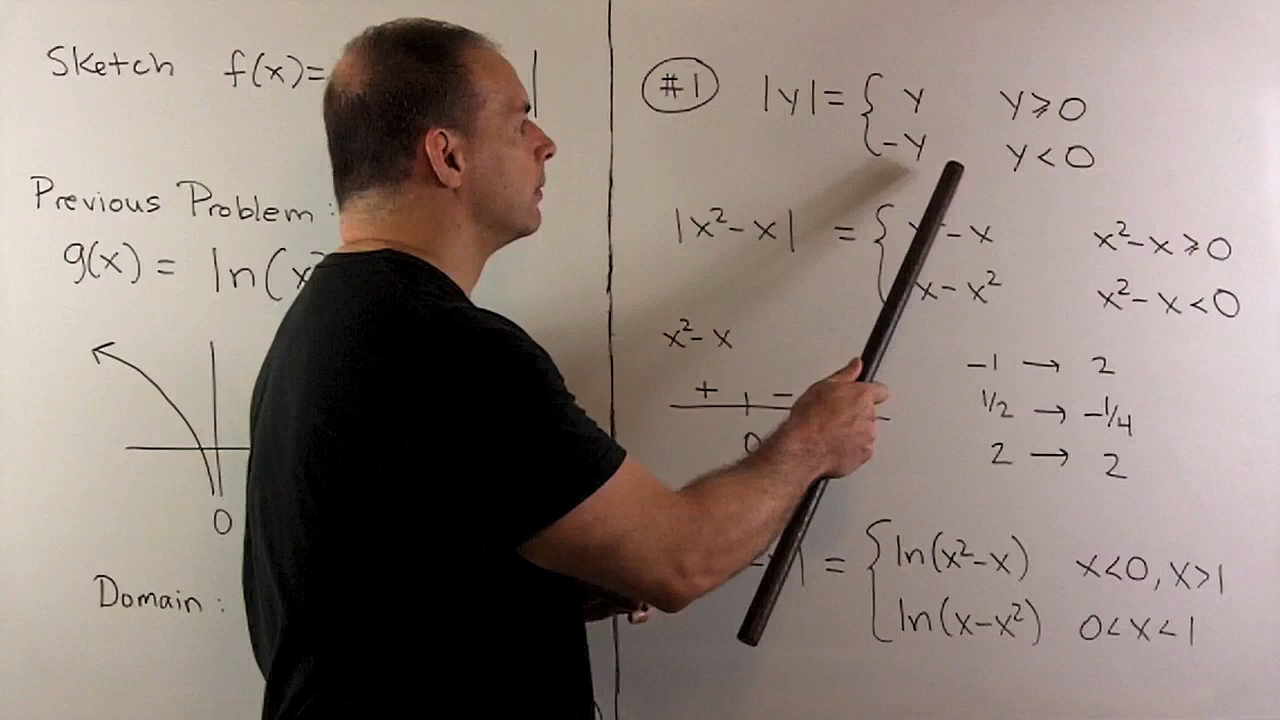 Sketch f(x)= |
Previous Problem:
g(x) = ln(x²
0
Domain:
#1 |y| = { y y⩾0
-y y<0
|x²-x| = { x²-x x²-x⩾0
x-x² x²-x<0
x²-x
+ -
0
-1 → 2
1/2 → -1/4
2 → 2
| = { ln(x²-x) x<0, x>1
ln(x-x²) 0<x<1